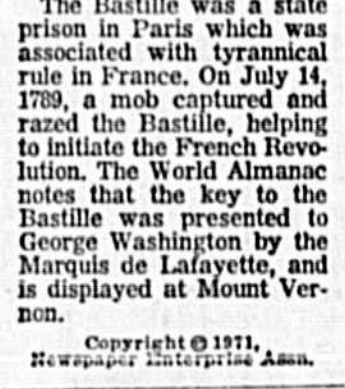 The Bastille was a state
prison in Paris which was
associated with tyrannical
rule in France. On July 14,
1789, a mob captured and
razed the Bastille, helping
to initiate the French Revo-
lution. The World Almanac
notes that the key to the
Bastille was presented to
George Washington by the
Marquis de Lafayette, and
is displayed at Mount Ver-
non.
Copyright © 1971,
Newspaper Enterprise Assn.